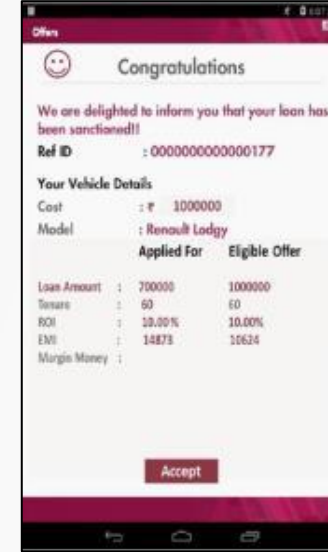 6:07
Offers
Congratulations
We are delighted to inform you that your loan has
been sanctioned!!
Ref ID : 0000000000000177
Your Vehicle Details
Cost : ₹ 1000000
Model : Renault Lodgy
Applied For Eligible Offer
Loan Amount : 700000 1000000
Tenure : 60 60
ROI : 10.00% 10.00%
EMI : 14873 10624
Margin Money :
Accept